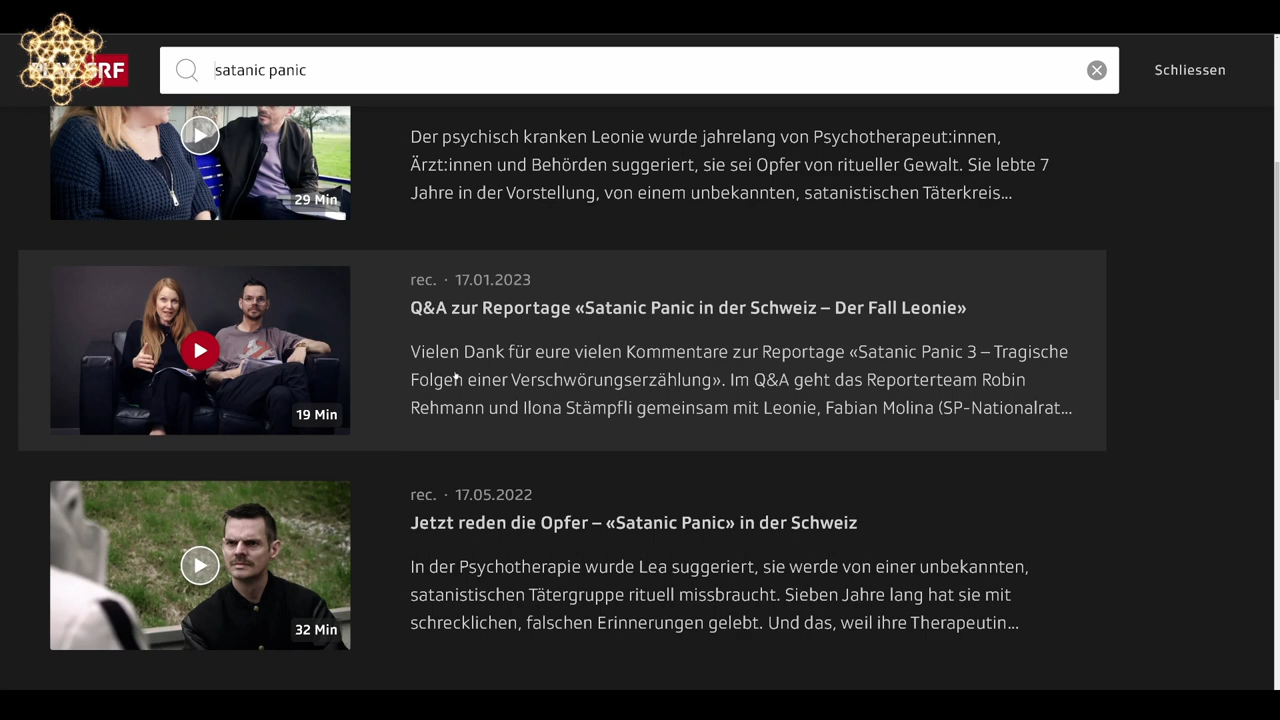 RF
satanic panic
Schliessen
Der psychisch kranken Leonie wurde jahrelang von Psychotherapeut:innen,
Ärzt:innen und Behörden suggeriert, sie sei Opfer von ritueller Gewalt. Sie lebte 7
Jahre in der Vorstellung, von einem unbekannten, satanistischen Täterkreis...
29 Min
rec. · 17.01.2023
Q&A zur Reportage «Satanic Panic in der Schweiz – Der Fall Leonie»
Vielen Dank für eure vielen Kommentare zur Reportage «Satanic Panic 3 – Tragische
Folgen einer Verschwörungserzählung». Im Q&A geht das Reporterteam Robin
Rehmann und Ilona Stämpfli gemeinsam mit Leonie, Fabian Molina (SP-Nationalrat...
19 Min
rec. · 17.05.2022
Jetzt reden die Opfer – «Satanic Panic» in der Schweiz
In der Psychotherapie wurde Lea suggeriert, sie werde von einer unbekannten,
satanistischen Tätergruppe rituell missbraucht. Sieben Jahre lang hat sie mit
schrecklichen, falschen Erinnerungen gelebt. Und das, weil ihre Therapeutin...
32 Min